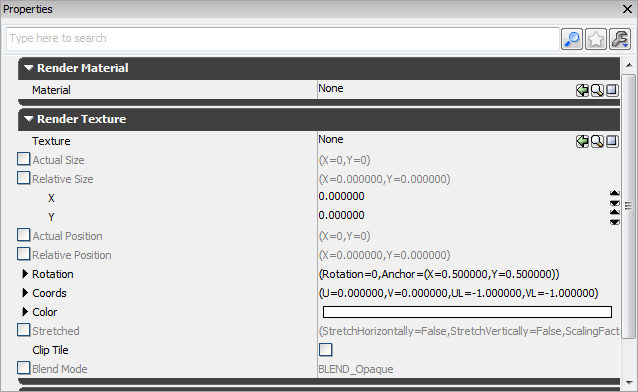 Properties
Type here to search
Render Material
Material None
Render Texture
Texture None
Actual Size (X=0,Y=0)
Relative Size (X=0.000000,Y=0.000000)
X 0.000000
Y 0.000000
Actual Position (X=0,Y=0)
Relative Position (X=0.000000,Y=0.000000)
Rotation (Rotation=0,Anchor=(X=0.500000,Y=0.500000))
Coords (U=0.000000,V=0.000000,UL=-1.000000,VL=-1.000000)
Color
Stretched (StretchHorizontally=False,StretchVertically=False,ScalingFact
Clip Tile
Blend Mode BLEND_Opaque